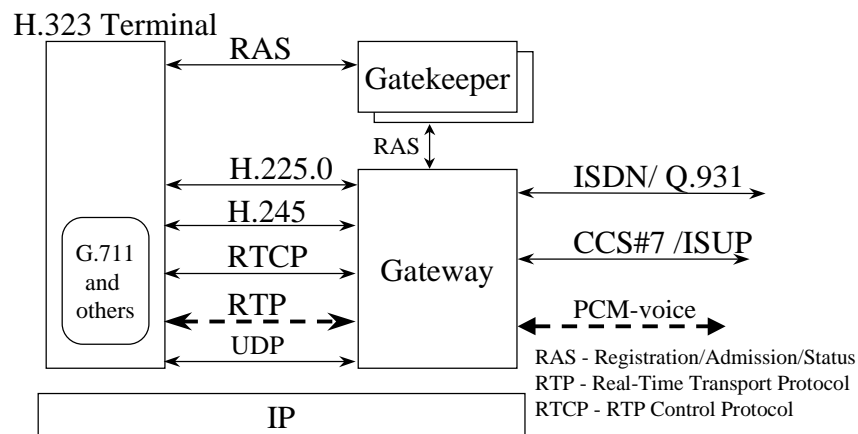 H.323 Terminal
RAS
Gatekeeper
RAS
H.225.0
ISDN/ Q.931
H.245
G.711
and
others
CCS#7 /ISUP
RTCP
Gateway
RTP
PCM-voice
UDP
RAS - Registration/Admission/Status
RTP - Real-Time Transport Protocol
RTCP - RTP Control Protocol
IP